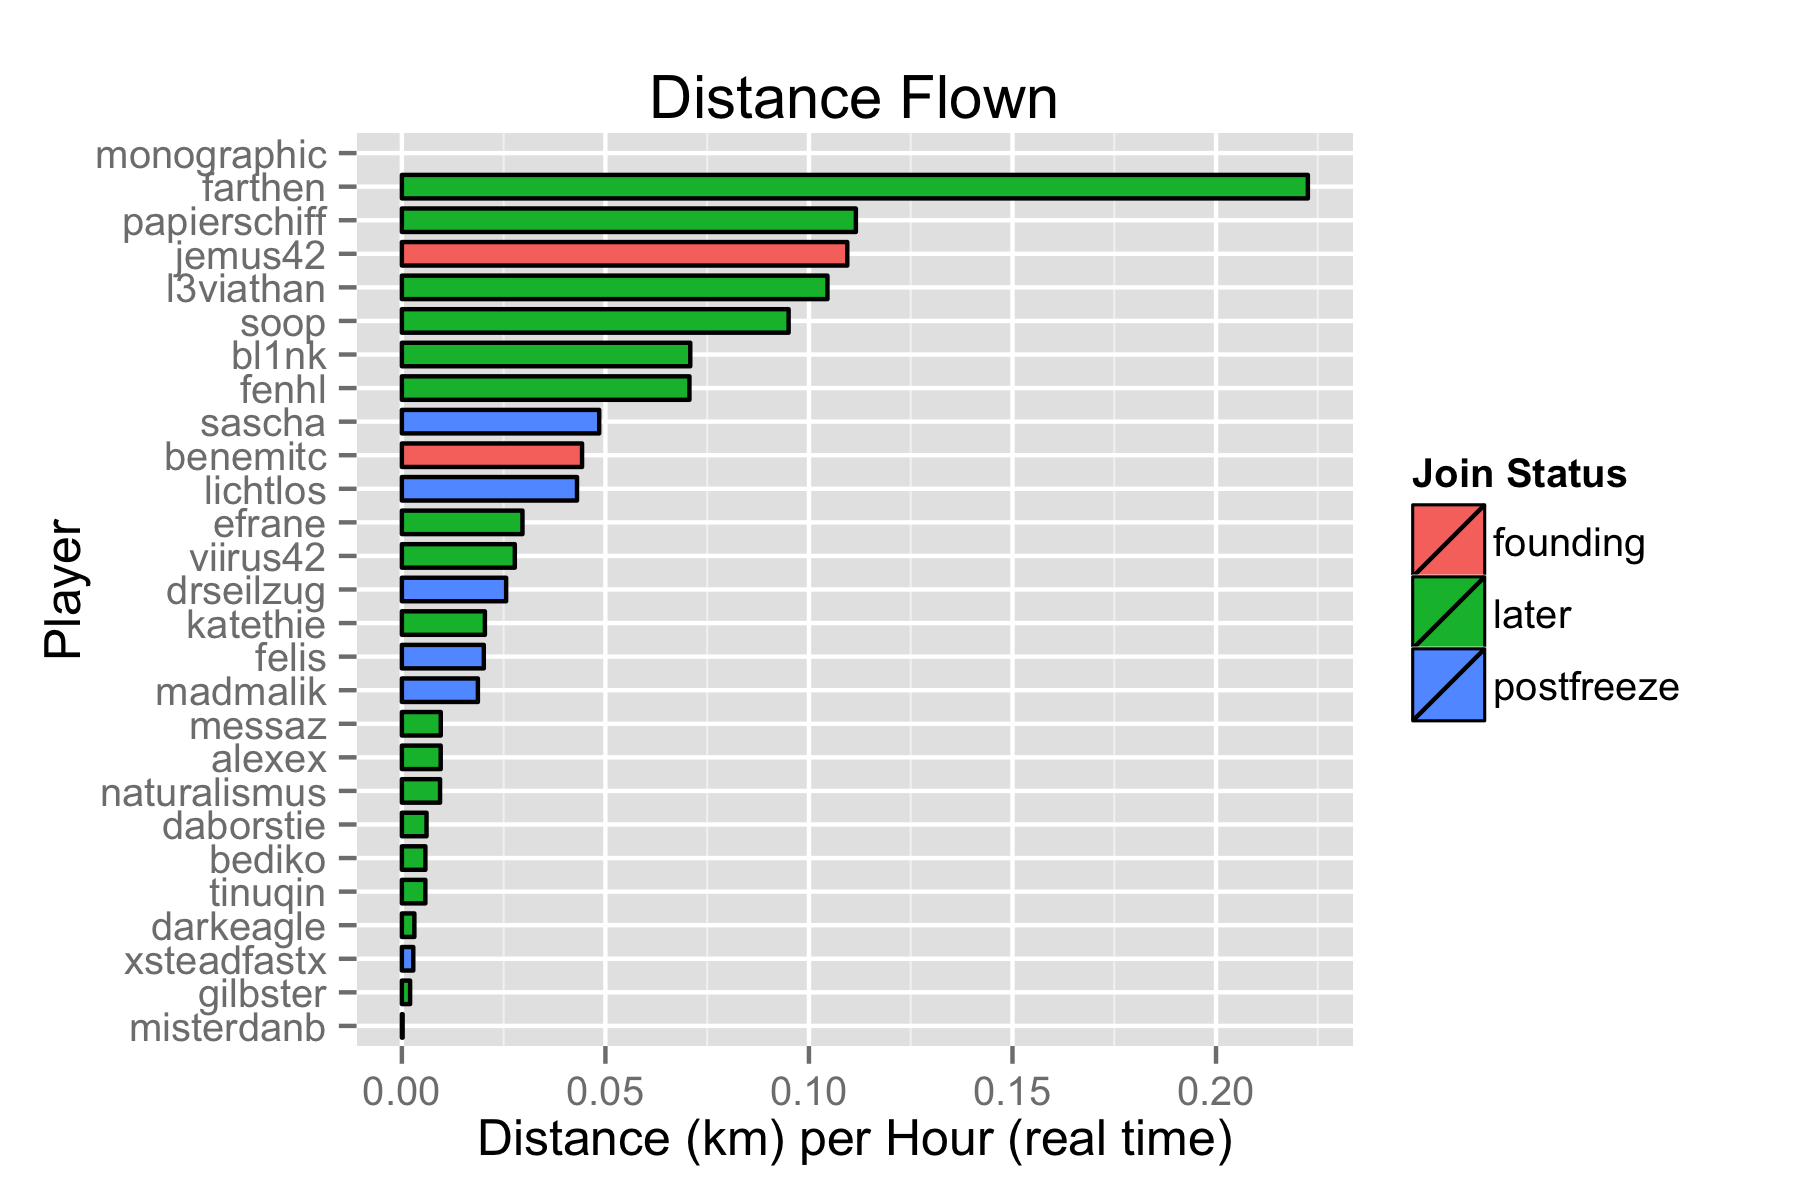 Distance Flown
monographic
farthen
papierschiff
jemus42
l3viathan
soop
bl1nk
fenhl
sascha
benemitc
lichtlos
efrane
viirus42
drseilzug
katethie
felis
madmalik
messaz
alexex
naturalismus
daborstie
bediko
tinuqin
darkeagle
xsteadfastx
gilbster
misterdanb
Player
0.00 0.05 0.10 0.15 0.20
Distance (km) per Hour (real time)
Join Status
founding
later
postfreeze